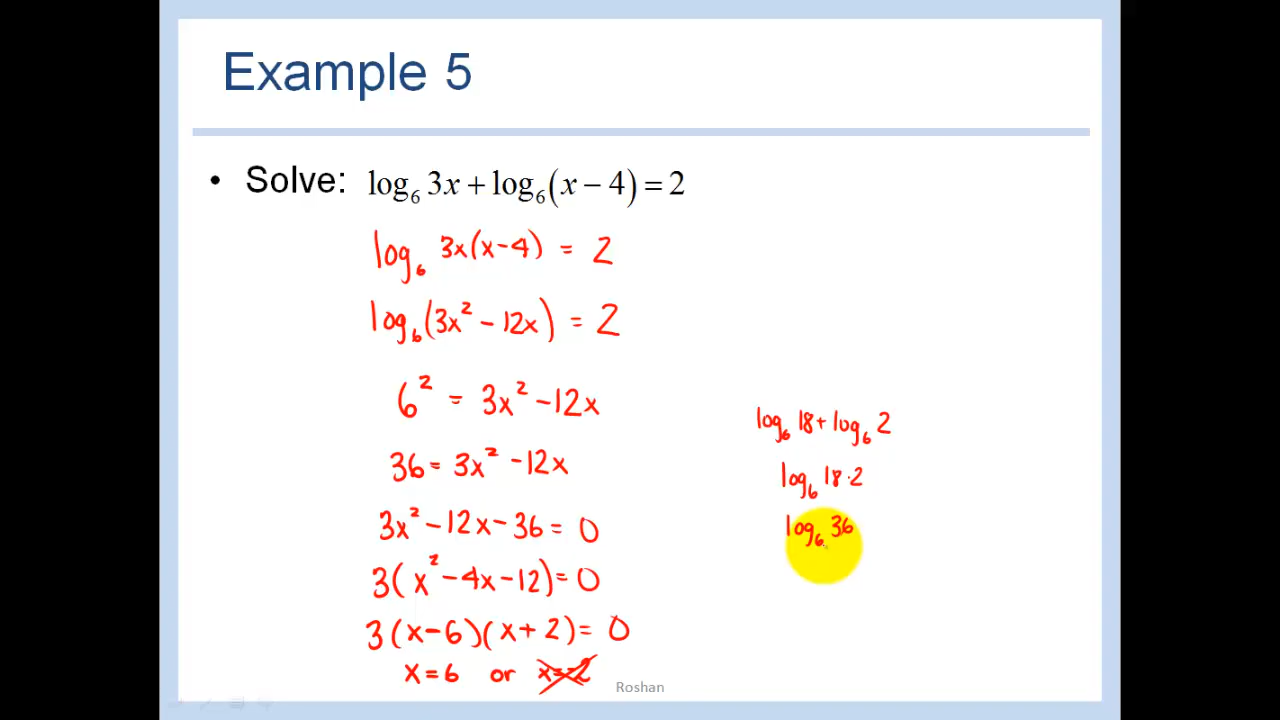 Example 5
• Solve: log₆ 3x + log₆(x − 4) = 2
log₆ 3x(x−4) = 2
log₆(3x² − 12x) = 2
6² = 3x² − 12x
36 = 3x² − 12x
3x² − 12x − 36 = 0
3(x² − 4x − 12) = 0
3(x−6)(x+2) = 0
x = 6 or x = −2
log₆ 18 + log₆ 2
log₆ 18·2
log₆ 36
Roshan